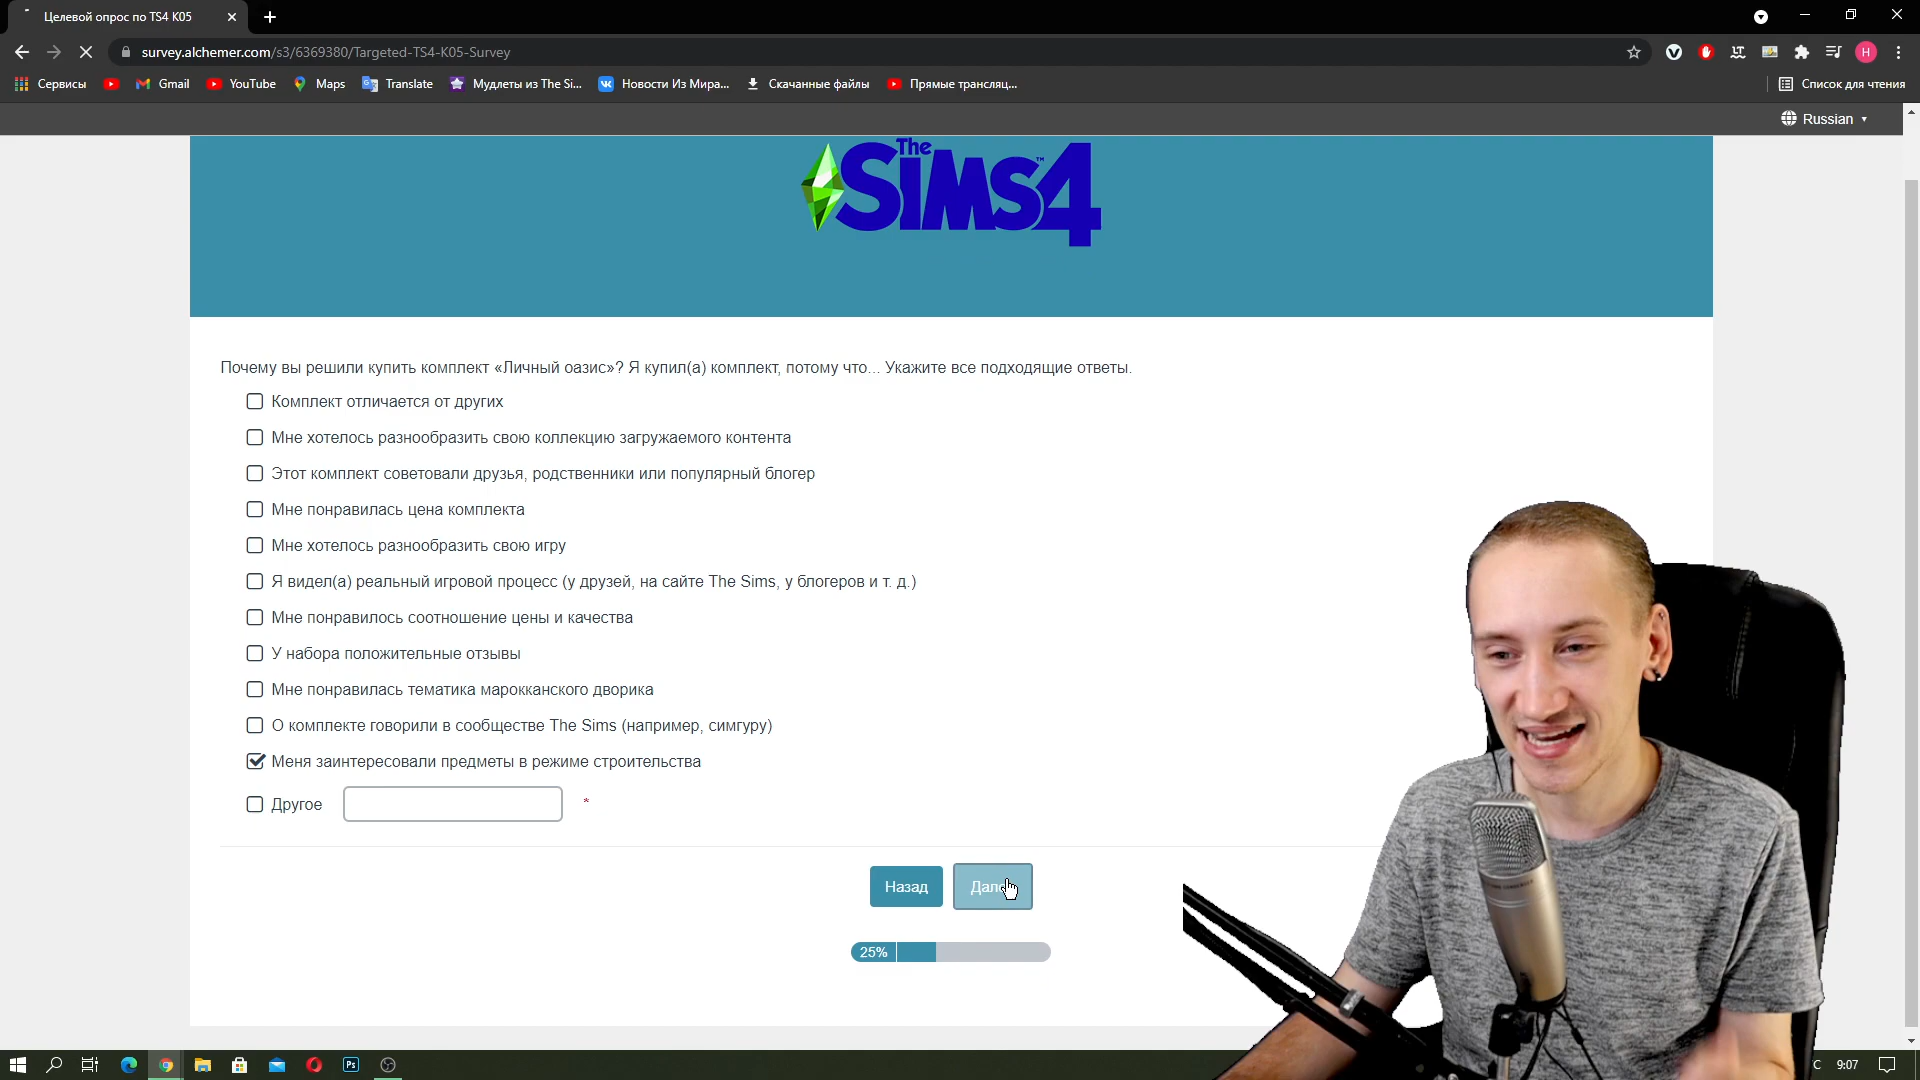 Целевой опрос по TS4 K05
survey.alchemer.com/s3/6369380/Targeted-TS4-K05-Survey
Сервисы Gmail YouTube Maps Translate Мудлеты из The Si... Новости Из Мира... Скачанные файлы Прямые трансляц... Список для чтения
Russian
The SIMS 4
Почему вы решили купить комплект «Личный оазис»? Я купил(а) комплект, потому что... Укажите все подходящие ответы.
Комплект отличается от других
Мне хотелось разнообразить свою коллекцию загружаемого контента
Этот комплект советовали друзья, родственники или популярный блогер
Мне понравилась цена комплекта
Мне хотелось разнообразить свою игру
Я видел(а) реальный игровой процесс (у друзей, на сайте The Sims, у блогеров и т. д.)
Мне понравилось соотношение цены и качества
У набора положительные отзывы
Мне понравилась тематика марокканского дворика
О комплекте говорили в сообществе The Sims (например, симгуру)
Меня заинтересовали предметы в режиме строительства
Другое *
Назад
25%
9:07